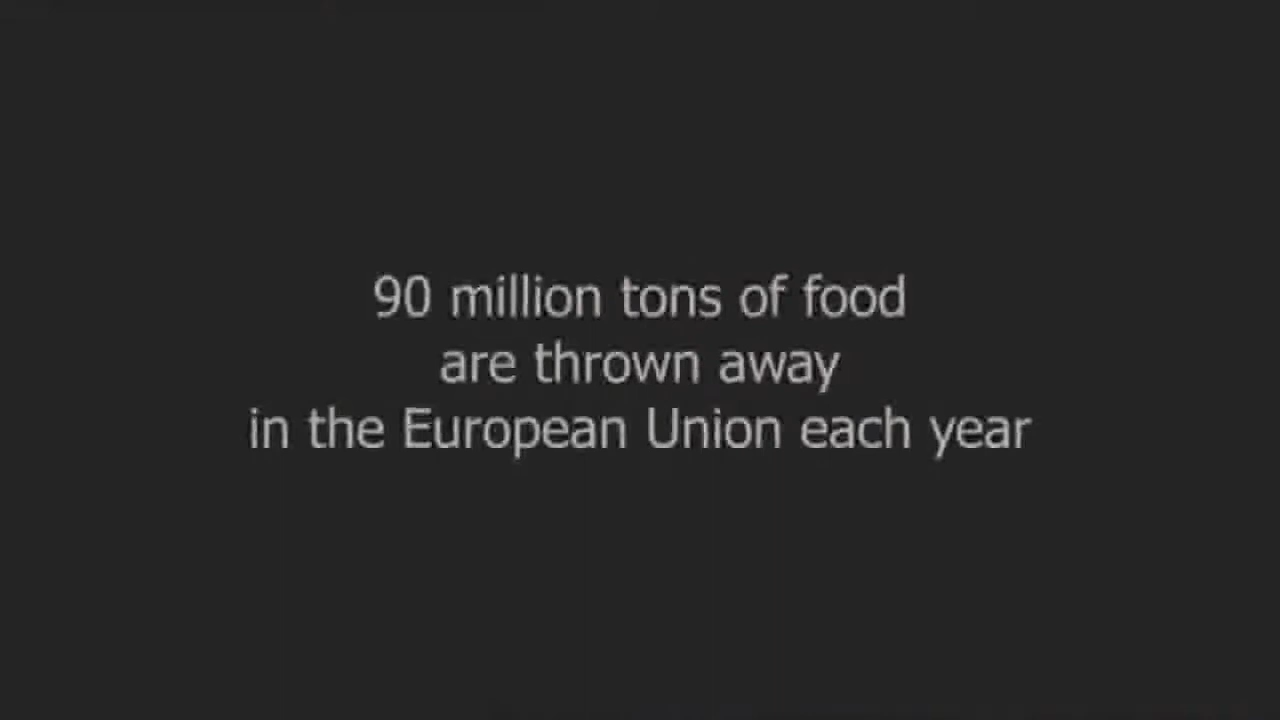 90 million tons of food
are thrown away
in the European Union each year